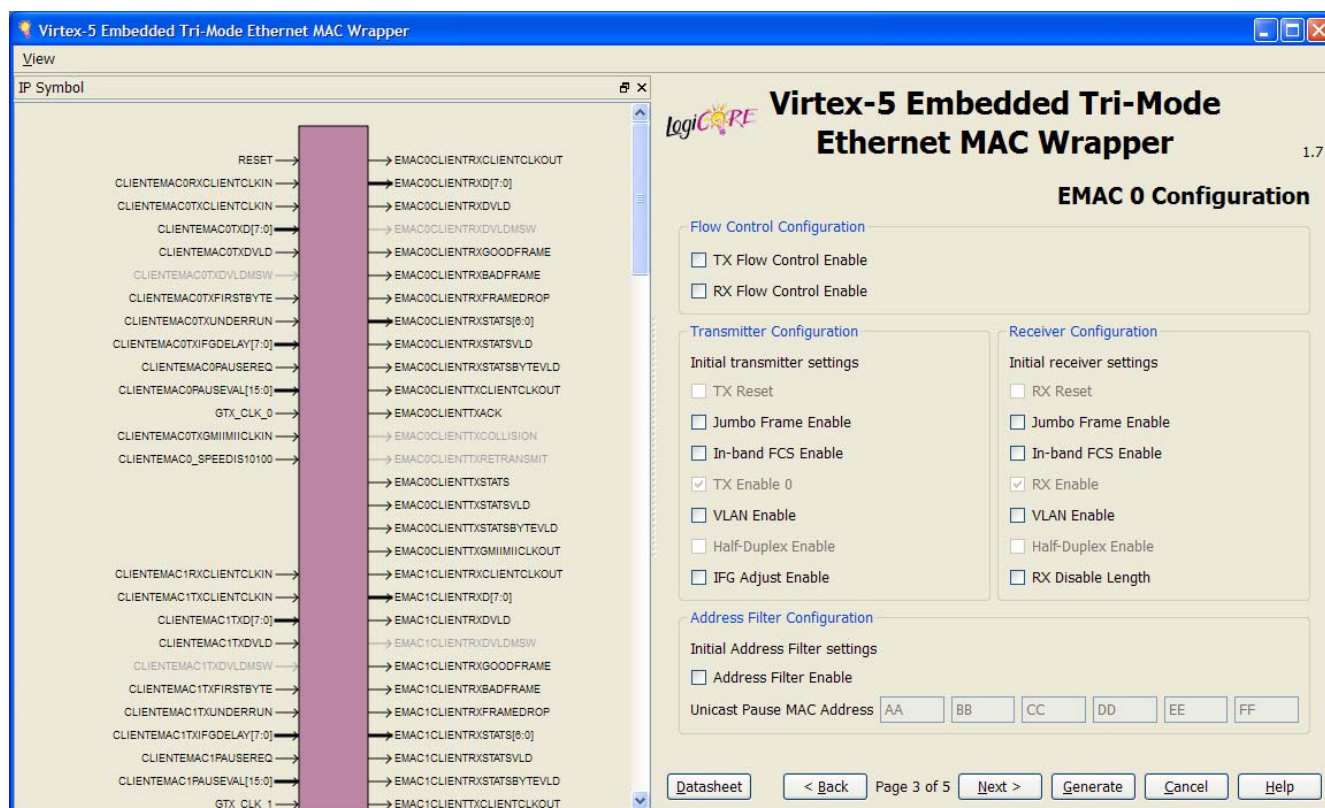 Virtex-5 Embedded Tri-Mode Ethernet MAC Wrapper
View
IP Symbol
RESET
CLIENTEMAC0RXCLIENTCLKIN
CLIENTEMAC0TXCLIENTCLKIN
CLIENTEMAC0TXD[7:0]
CLIENTEMAC0TXDVLD
CLIENTEMAC0TXDVLDMSW
CLIENTEMAC0TXFIRSTBYTE
CLIENTEMAC0TXUNDERRUN
CLIENTEMAC0TXIFGDELAY[7:0]
CLIENTEMAC0PAUSEREQ
CLIENTEMAC0PAUSEVAL[15:0]
GTX_CLK_0
CLIENTEMAC0TXGMIIMIICLKIN
CLIENTEMAC0_SPEEDIS10100
CLIENTEMAC1RXCLIENTCLKIN
CLIENTEMAC1TXCLIENTCLKIN
CLIENTEMAC1TXD[7:0]
CLIENTEMAC1TXDVLD
CLIENTEMAC1TXDVLDMSW
CLIENTEMAC1TXFIRSTBYTE
CLIENTEMAC1TXUNDERRUN
CLIENTEMAC1TXIFGDELAY[7:0]
CLIENTEMAC1PAUSEREQ
CLIENTEMAC1PAUSEVAL[15:0]
GTX_CLK_1
EMAC0CLIENTRXCLIENTCLKOUT
EMAC0CLIENTRXD[7:0]
EMAC0CLIENTRXDVLD
EMAC0CLIENTRXDVLDMSW
EMAC0CLIENTRXGOODFRAME
EMAC0CLIENTRXBADFRAME
EMAC0CLIENTRXFRAMEDROP
EMAC0CLIENTRXSTATS[6:0]
EMAC0CLIENTRXSTATSVLD
EMAC0CLIENTRXSTATSBYTEVLD
EMAC0CLIENTTXCLIENTCLKOUT
EMAC0CLIENTTXACK
EMAC0CLIENTTXCOLLISION
EMAC0CLIENTTXRETRANSMIT
EMAC0CLIENTTXSTATS
EMAC0CLIENTTXSTATSVLD
EMAC0CLIENTTXSTATSBYTEVLD
EMAC0CLIENTTXGMIIMIICLKOUT
EMAC1CLIENTRXCLIENTCLKOUT
EMAC1CLIENTRXD[7:0]
EMAC1CLIENTRXDVLD
EMAC1CLIENTRXDVLDMSW
EMAC1CLIENTRXGOODFRAME
EMAC1CLIENTRXBADFRAME
EMAC1CLIENTRXFRAMEDROP
EMAC1CLIENTRXSTATS[6:0]
EMAC1CLIENTRXSTATSVLD
EMAC1CLIENTRXSTATSBYTEVLD
EMAC1CLIENTTXCLIENTCLKOUT
LogiCORE
Virtex-5 Embedded Tri-Mode
Ethernet MAC Wrapper
1.7
EMAC 0 Configuration
Flow Control Configuration
TX Flow Control Enable
RX Flow Control Enable
Transmitter Configuration
Initial transmitter settings
TX Reset
Jumbo Frame Enable
In-band FCS Enable
TX Enable 0
VLAN Enable
Half-Duplex Enable
IFG Adjust Enable
Receiver Configuration
Initial receiver settings
RX Reset
Jumbo Frame Enable
In-band FCS Enable
RX Enable
VLAN Enable
Half-Duplex Enable
RX Disable Length
Address Filter Configuration
Initial Address Filter settings
Address Filter Enable
Unicast Pause MAC Address AA BB CC DD EE FF
Datasheet < Back Page 3 of 5 Next > Generate Cancel Help